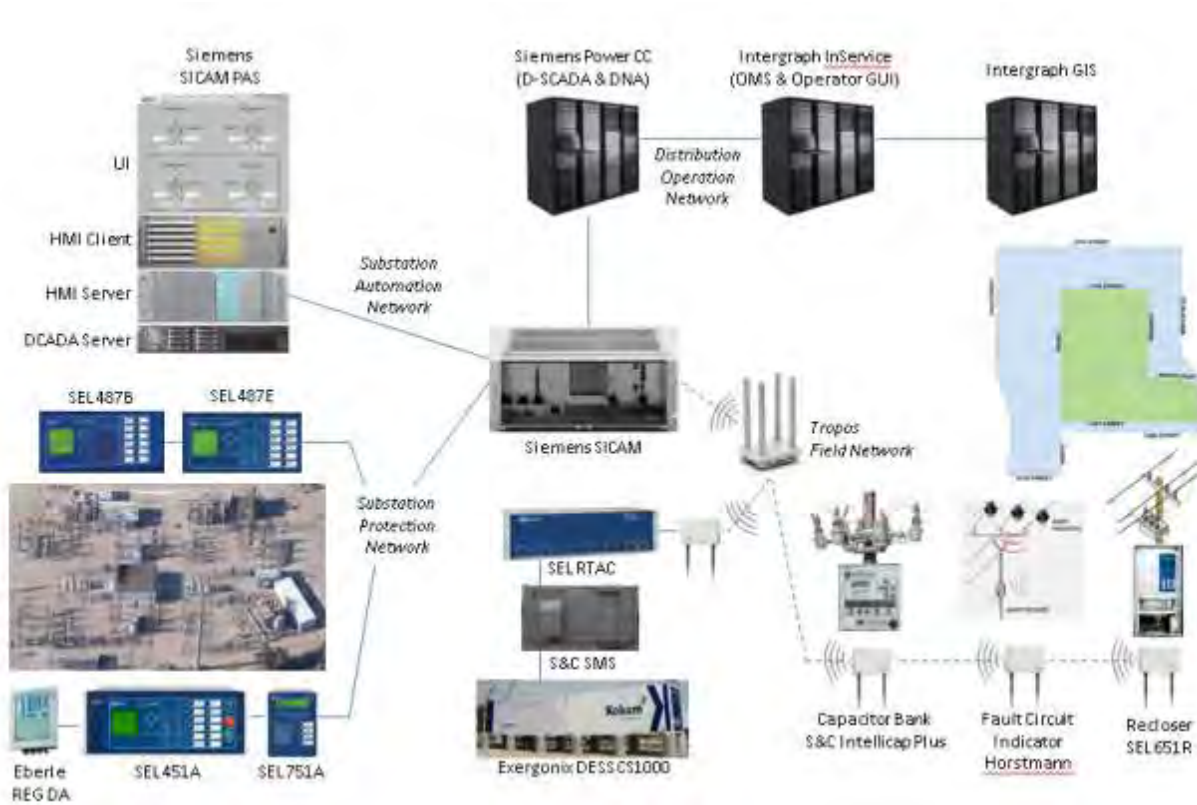 Siemens
SICAM PAS
UI
HMI Client
HMI Server
DCADA Server
Siemens Power CC
(D-SCADA & DNA)
Intergraph InService
(OMS & Operator GUI)
Intergraph GIS
Distribution
Operation
Network
Substation
Automation
Network
Siemens SICAM
Tropos
Field Network
SEL487B
SEL487E
Substation
Protection
Network
SEL RTAC
S&C SMS
Kokam
Exergonix DESS CS1000
Eberle
REG DA
SEL451A
SEL751A
Capacitor Bank
S&C Intellicap Plus
Fault Circuit
Indicator
Horstmann
Recloser
SEL651R